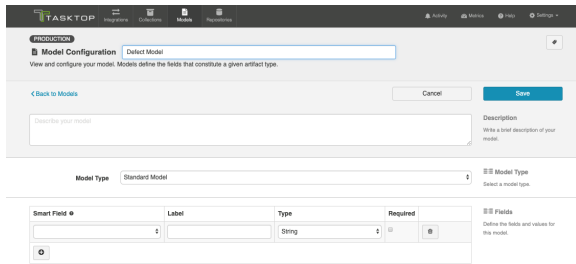 TASKTOP
Integrations
Collections
Models
Repositories
Activity
Metrics
Help
Settings
PRODUCTION
Model Configuration
Defect Model
View and configure your model. Models define the fields that constitute a given artifact type.
Back to Models
Cancel
Save
Describe your model
Description
Write a brief description of your
model.
Model Type
Standard Model
Model Type
Select a model type.
Smart Field
Label
Type
Required
Fields
Define the fields and values for
this model.
String